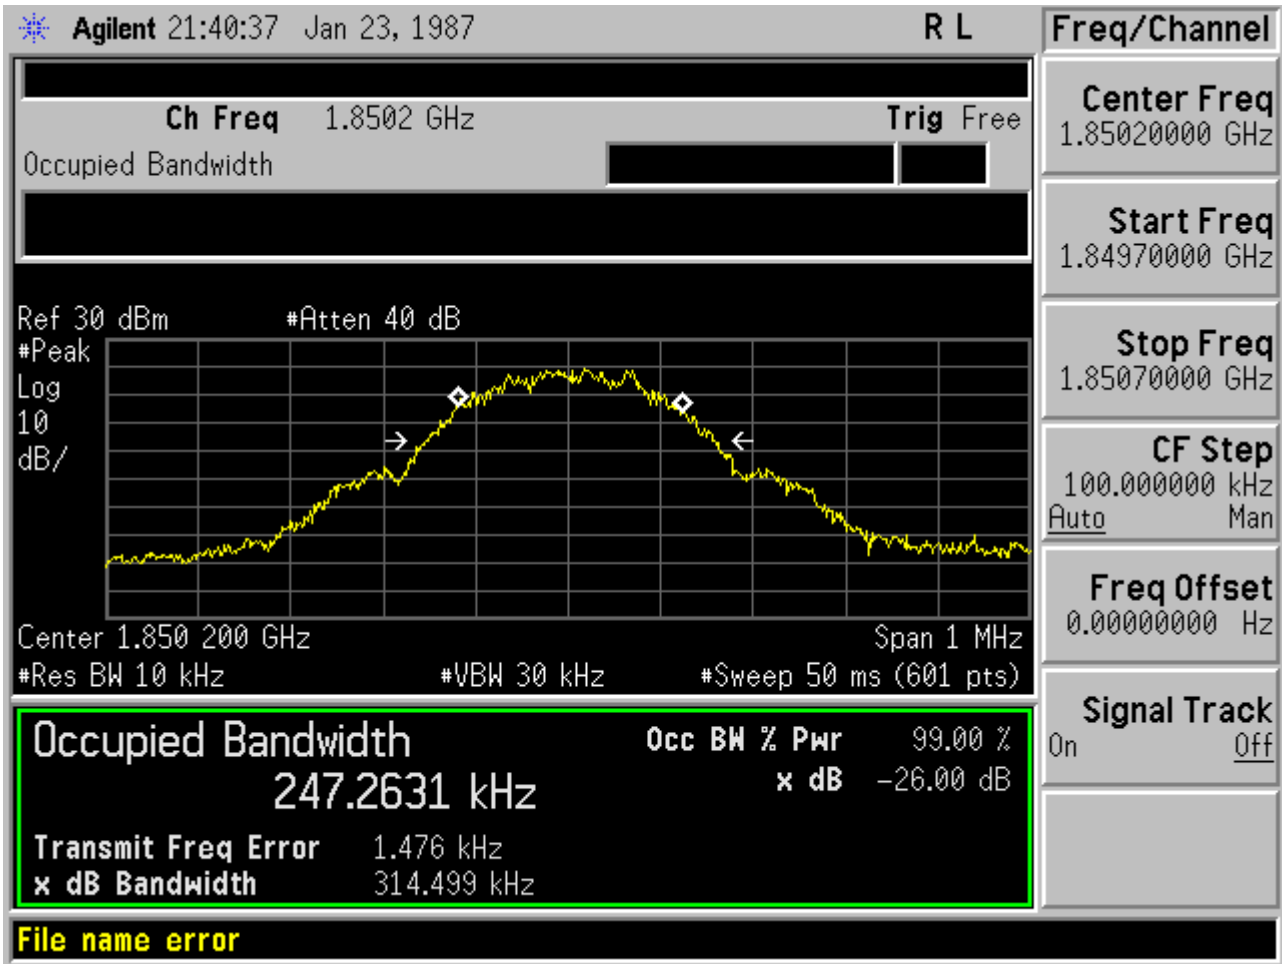 Agilent 21:40:37 Jan 23, 1987 R L
Freq/Channel
Ch Freq 1.8502 GHz Trig Free
Occupied Bandwidth
Center Freq
1.85020000 GHz
Start Freq
1.84970000 GHz
Stop Freq
1.85070000 GHz
CF Step
100.000000 kHz
Auto Man
Freq Offset
0.00000000 Hz
Signal Track
On Off
Ref 30 dBm #Atten 40 dB
#Peak
Log
10
dB/
Center 1.850 200 GHz Span 1 MHz
#Res BW 10 kHz #VBW 30 kHz #Sweep 50 ms (601 pts)
Occupied Bandwidth
247.2631 kHz
Occ BW % Pwr 99.00 %
x dB -26.00 dB
Transmit Freq Error 1.476 kHz
x dB Bandwidth 314.499 kHz
File name error